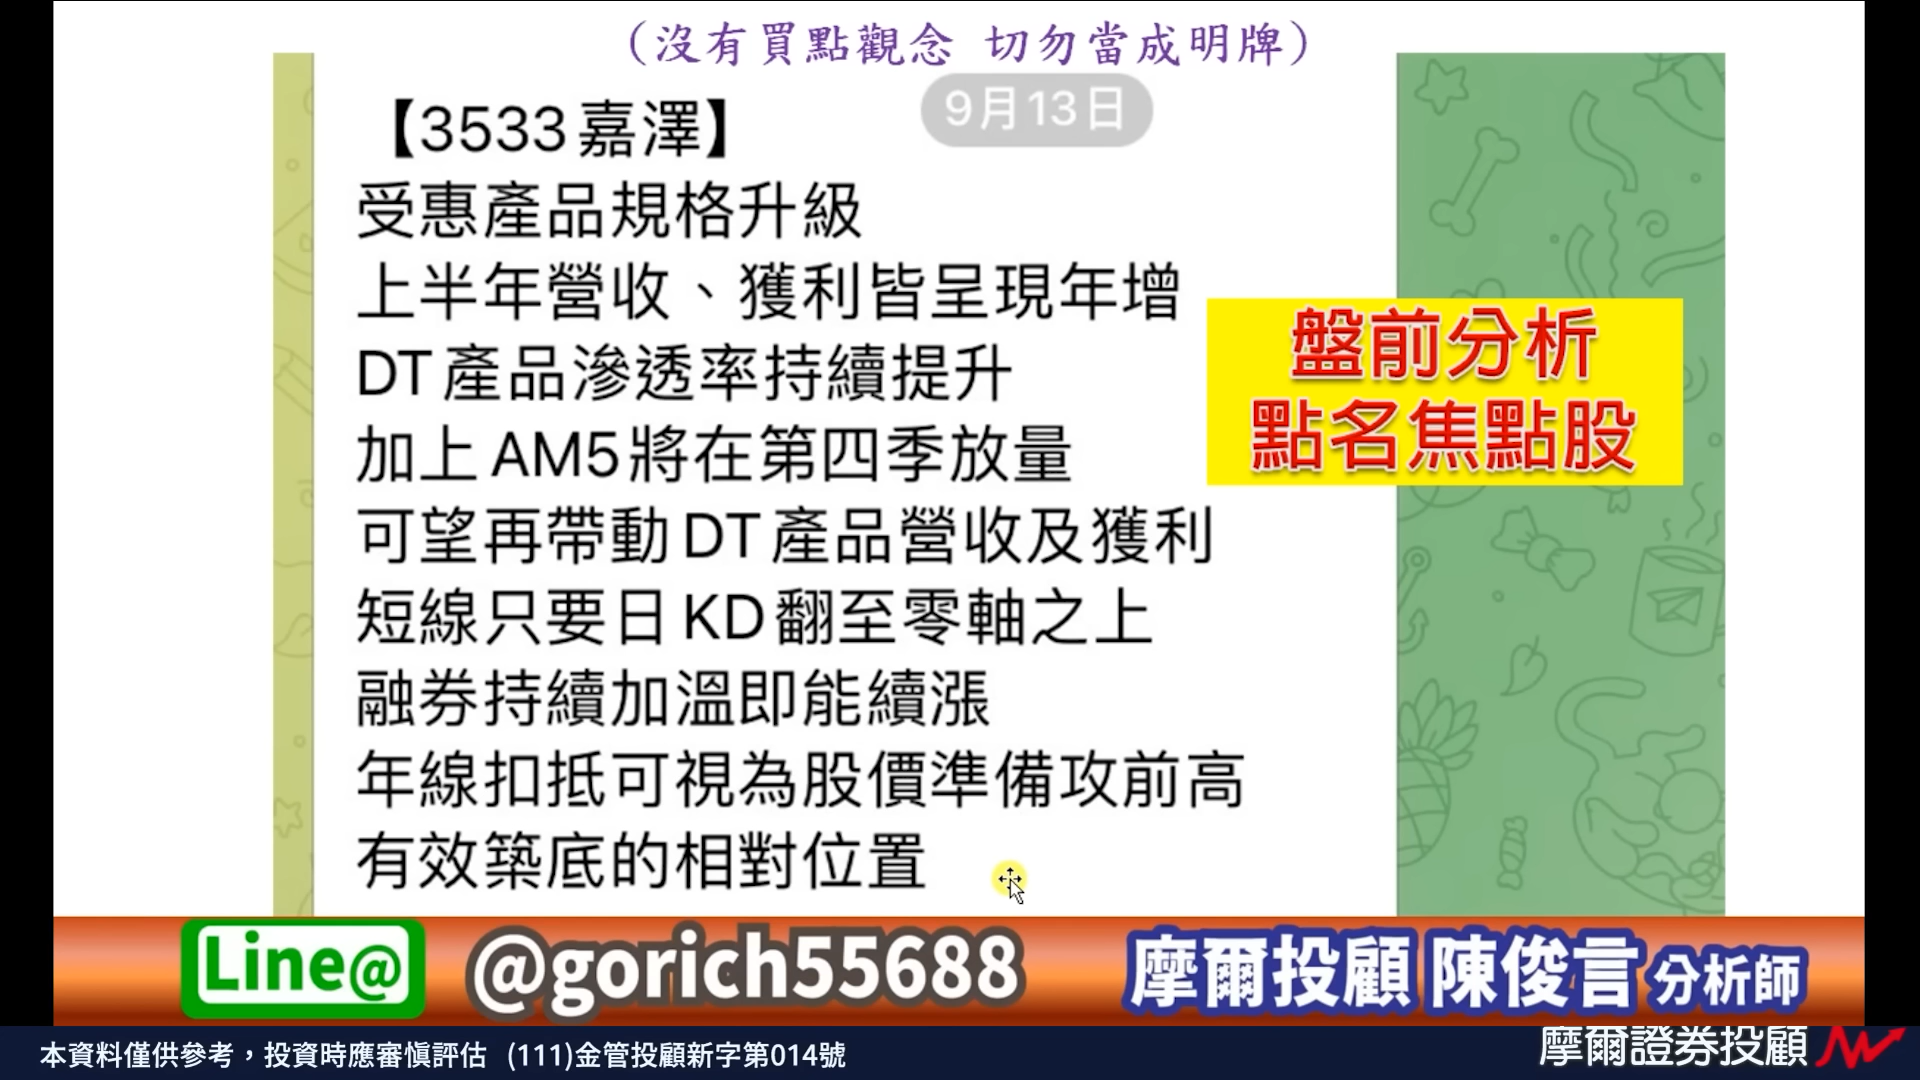 （沒有買點觀念 切勿當成明牌）
9月13日
【3533嘉澤】
受惠產品規格升級
上半年營收、獲利皆呈現年增
DT產品滲透率持續提升
加上AM5將在第四季放量
可望再帶動DT產品營收及獲利
短線只要日KD翻至零軸之上
融券持續加溫即能續漲
年線扣抵可視為股價準備攻前高
有效築底的相對位置
盤前分析
點名焦點股
Line@ @gorich55688 摩爾投顧 陳俊言 分析師
本資料僅供參考，投資時應審慎評估 (111)金管投顧新字第014號
摩爾證券投顧